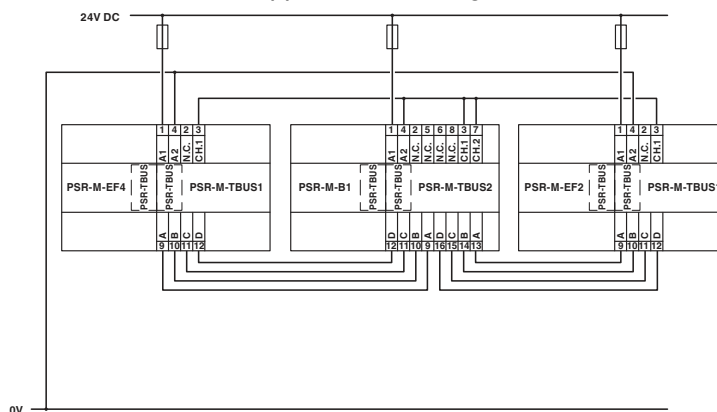 24V DC
1 4 2 3
A1 A2 N.C. CH.1
PSR-M-EF4 PSR-TBUS PSR-TBUS PSR-M-TBUS1
A B C D
9 10 11 12
1 4 2 5 6 8 3 7
A1 A2 N.C. N.C. N.C. N.C. CH.1 CH.2
PSR-M-B1 PSR-TBUS PSR-TBUS PSR-M-TBUS2
D C B A D C B A
12 11 10 9 16 15 14 13
1 4 2 3
A1 A2 N.C. CH.1
PSR-M-EF2 PSR-TBUS PSR-TBUS PSR-M-TBUS
A B C D
9 10 11 12
0V